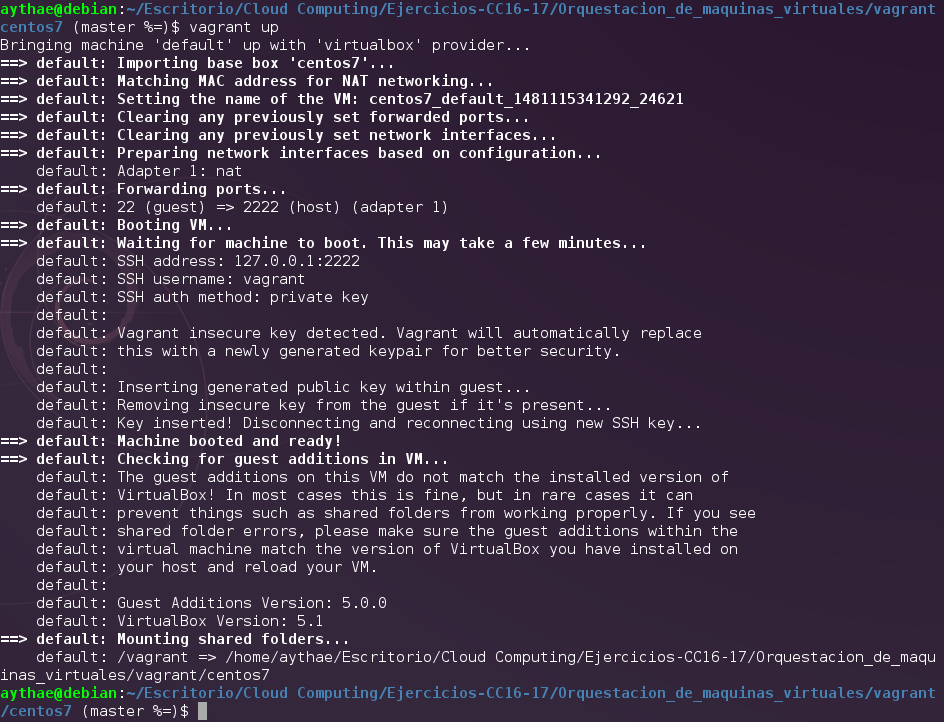 aythae@debian:~/Escritorio/Cloud Computing/Ejercicios-CC16-17/Orquestacion_de_maquinas_virtuales/vagrant
centos7 (master %=)$ vagrant up
Bringing machine 'default' up with 'virtualbox' provider...
==> default: Importing base box 'centos7'...
==> default: Matching MAC address for NAT networking...
==> default: Setting the name of the VM: centos7_default_1481115341292_24621
==> default: Clearing any previously set forwarded ports...
==> default: Clearing any previously set network interfaces...
==> default: Preparing network interfaces based on configuration...
    default: Adapter 1: nat
==> default: Forwarding ports...
    default: 22 (guest) => 2222 (host) (adapter 1)
==> default: Booting VM...
==> default: Waiting for machine to boot. This may take a few minutes...
    default: SSH address: 127.0.0.1:2222
    default: SSH username: vagrant
    default: SSH auth method: private key
    default:
    default: Vagrant insecure key detected. Vagrant will automatically replace
    default: this with a newly generated keypair for better security.
    default:
    default: Inserting generated public key within guest...
    default: Removing insecure key from the guest if it's present...
    default: Key inserted! Disconnecting and reconnecting using new SSH key...
==> default: Machine booted and ready!
==> default: Checking for guest additions in VM...
    default: The guest additions on this VM do not match the installed version of
    default: VirtualBox! In most cases this is fine, but in rare cases it can
    default: prevent things such as shared folders from working properly. If you see
    default: shared folder errors, please make sure the guest additions within the
    default: virtual machine match the version of VirtualBox you have installed on
    default: your host and reload your VM.
    default:
    default: Guest Additions Version: 5.0.0
    default: VirtualBox Version: 5.1
==> default: Mounting shared folders...
    default: /vagrant => /home/aythae/Escritorio/Cloud Computing/Ejercicios-CC16-17/Orquestacion_de_maqu
inas_virtuales/vagrant/centos7
aythae@debian:~/Escritorio/Cloud Computing/Ejercicios-CC16-17/Orquestacion_de_maquinas_virtuales/vagrant
/centos7 (master %=)$